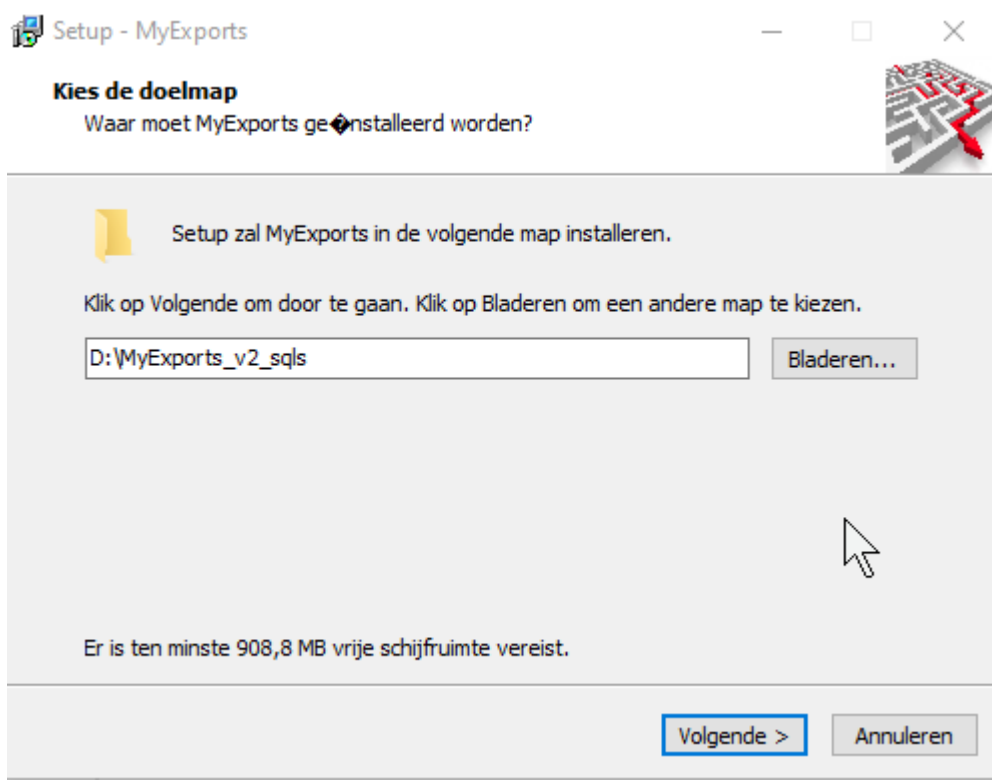 Setup - MyExports
Kies de doelmap
Waar moet MyExports ge�nstalleerd worden?
Setup zal MyExports in de volgende map installeren.
Klik op Volgende om door te gaan. Klik op Bladeren om een andere map te kiezen.
D:\MyExports_v2_sqls
Bladeren...
Er is ten minste 908,8 MB vrije schijfruimte vereist.
Volgende >
Annuleren